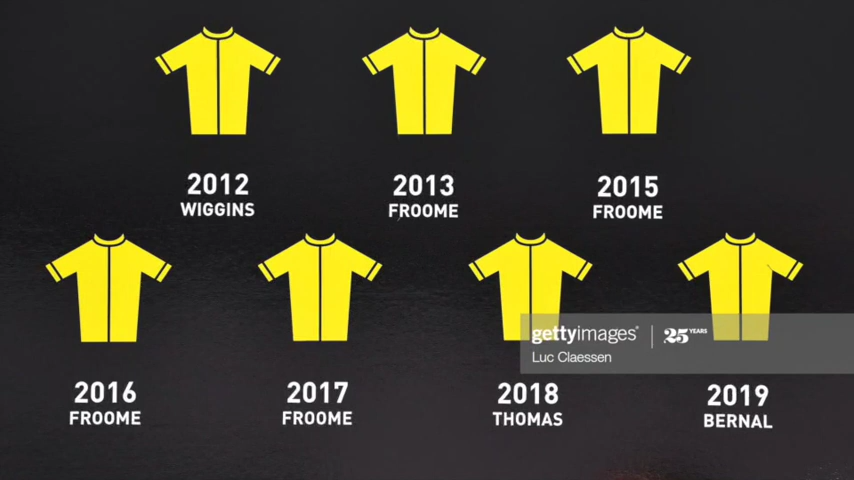 2012
WIGGINS
2013
FROOME
2015
FROOME
2016
FROOME
2017
FROOME
2018
THOMAS
2019
BERNAL
gettyimages®
25 YEARS
Luc Claessen